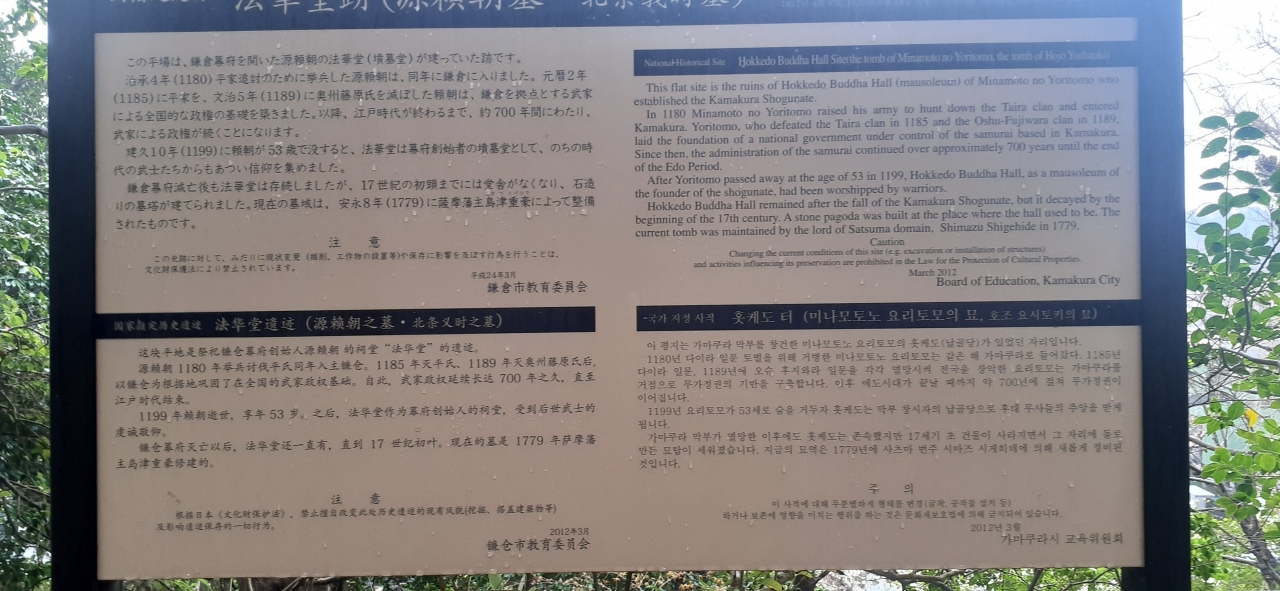 法華堂跡(源頼朝墓・北条義時墓)
この平場は、鎌倉幕府を開いた源頼朝の法華堂(墳墓堂)が建っていた跡です。
治承4年(1180)平家追討のために挙兵した源頼朝は、同年に鎌倉に入りました。元暦2年
(1185)に平家を、文治5年(1189)に奥州藤原氏を滅ぼした頼朝は、鎌倉を拠点とする武家
による全国的な政権の基礎を築きました。以降、江戸時代が終わるまで、約700年間にわたり、
武家による政権が続くことになります。
建久10年(1199)に頼朝が53歳で没すると、法華堂は幕府創始者の墳墓堂として、のちの時
代の武士たちからもあつい信仰を集めました。
鎌倉幕府滅亡後も法華堂は存続しましたが、17世紀の初頭までには堂舎がなくなり、石造
りの墓塔が建てられました。現在の墓域は、安永8年(1779)に薩摩藩主島津重豪によって整備
されたものです。
注 意
この史跡に対して、みだりに現状変更(掘削、工作物の設置等)や保存に影響を及ぼす行為を行うことは、
文化財保護法により禁止されています。
平成24年3月
鎌倉市教育委員会
National Historical Site Hokkedo Buddha Hall Site(the tomb of Minamoto no Yoritomo, the tomb of Hojo Yoshitoki)
This flat site is the ruins of Hokkedo Buddha Hall (mausoleun) of Minamoto no Yoritomo who
established the Kamakura Shogunate.
In 1180 Minamoto no Yoritomo raised his army to hunt down the Taira clan and entered
Kamakura. Yoritomo, who defeated the Taira clan in 1185 and the Oshu-Fujiwara clan in 1189,
laid the foundation of a national government under control of the samurai based in Kamakura.
Since then, the administration of the samurai continued over approximately 700 years until the end
of the Edo Period.
After Yoritomo passed away at the age of 53 in 1199, Hokkedo Buddha Hall, as a mausoleum of
the founder of the shogunate, had been worshipped by warriors.
Hokkedo Buddha Hall remained after the fall of the Kamakura Shogunate, but it decayed by the
beginning of the 17th century. A stone pagoda was built at the place where the hall used to be. The
current tomb was maintained by the lord of Satsuma domain, Shimazu Shigehide in 1779.
Caution
Changing the current conditions of this site (e.g. excavation or installation of structures)
and activities influencing its preservation are prohibited in the Law for the Protection of Cultural Properties.
March 2012
Board of Education, Kamakura City
国家指定历史遗迹 法华堂遗迹(源赖朝之墓・北条义时之墓)
这块平地是祭祀镰仓幕府创始人源赖朝的祠堂“法华堂”的遗迹。
源赖朝 1180 年举兵讨伐平氏同年入主镰仓。1185 年灭平氏、1189 年灭奥州藤原氏后,
以镰仓为根据地巩固了在全国的武家政权基础。自此,武家政权延续长达 700 年之久,直至
江户时代结束。
1199 年赖朝逝世,享年 53 岁。之后,法华堂作为幕府创始人的祠堂,受到后世武士的
虔诚敬仰。
镰仓幕府灭亡以后,法华堂还一直有,直到 17 世纪初叶。现在的墓是 1779 年萨摩藩
主岛津重豪修建的。
注 意
根据日本《文化财保护法》,禁止擅自改变此处历史遗迹的现有风貌(挖掘、搭盖建築物等)
及影响遗迹保存的一切行为。
2012年3月
镰仓市教育委员会
국가 지정 사적 홋케도 터 (미나모토노 요리토모의 묘, 호조 요시토키의 묘)
이 평지는 가마쿠라 막부를 창건한 미나모토노 요리토모의 홋케도(납골당)가 있었던 자리입니다.
1180년 다이라 일문 토벌을 위해 거병한 미나모토노 요리토모는 같은 해 가마쿠라로 들어갔다. 1185년
다이라 일문, 1189년에 오슈 후지와라 일문을 각각 멸망시켜 전국을 장악한 요리토모는 가마쿠라를
거점으로 무가정권의 기반을 구축합니다. 이후 에도시대가 끝날 때까지 약 700년에 걸쳐 무가정권이
이어집니다.
1199년 요리토모가 53세로 숨을 거두자 홋케도는 막부 창시자의 납골당으로 후대 무사들의 추앙을 받게
됩니다.
가마쿠라 막부가 멸망한 이후에도 홋케도는 존속했지만 17세기 초 건물이 사라지면서 그 자리에 돌로
만든 묘탑이 세워졌습니다. 지금의 묘역은 1779년에 사츠마 번주 시마즈 시게히데에 의해 새롭게 정비된
것입니다.
주 의
이 사적에 대해 무분별하게 형태를 변경(굴착, 공작물 설치 등)
하거나 보존에 영향을 미치는 행위를 하는 것은 문화재보호법에 의해 금지되어 있습니다.
2012년 3월
가마쿠라시 교육위원회